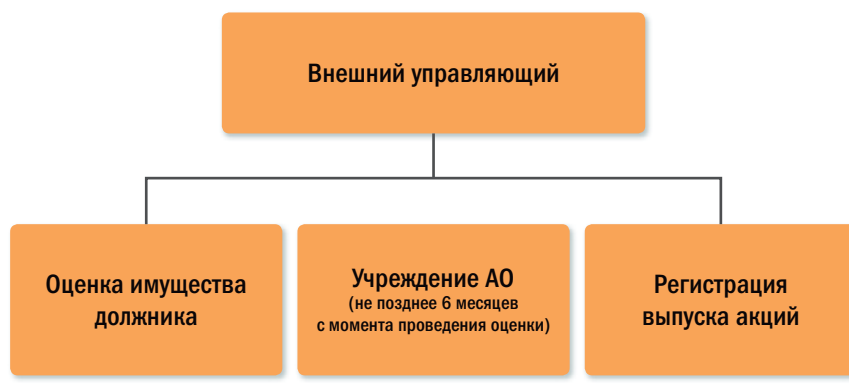 Внешний управляющий
Оценка имущества
должника
Учреждение АО
(не позднее 6 месяцев
с момента проведения оценки)
Регистрация
выпуска акций